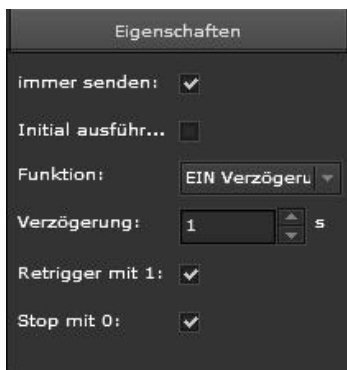 Eigenschaften
immer senden:
Initial ausführ...
Funktion: EIN Verzögeru
Verzögerung: 1 s
Retrigger mit 1:
Stop mit 0: